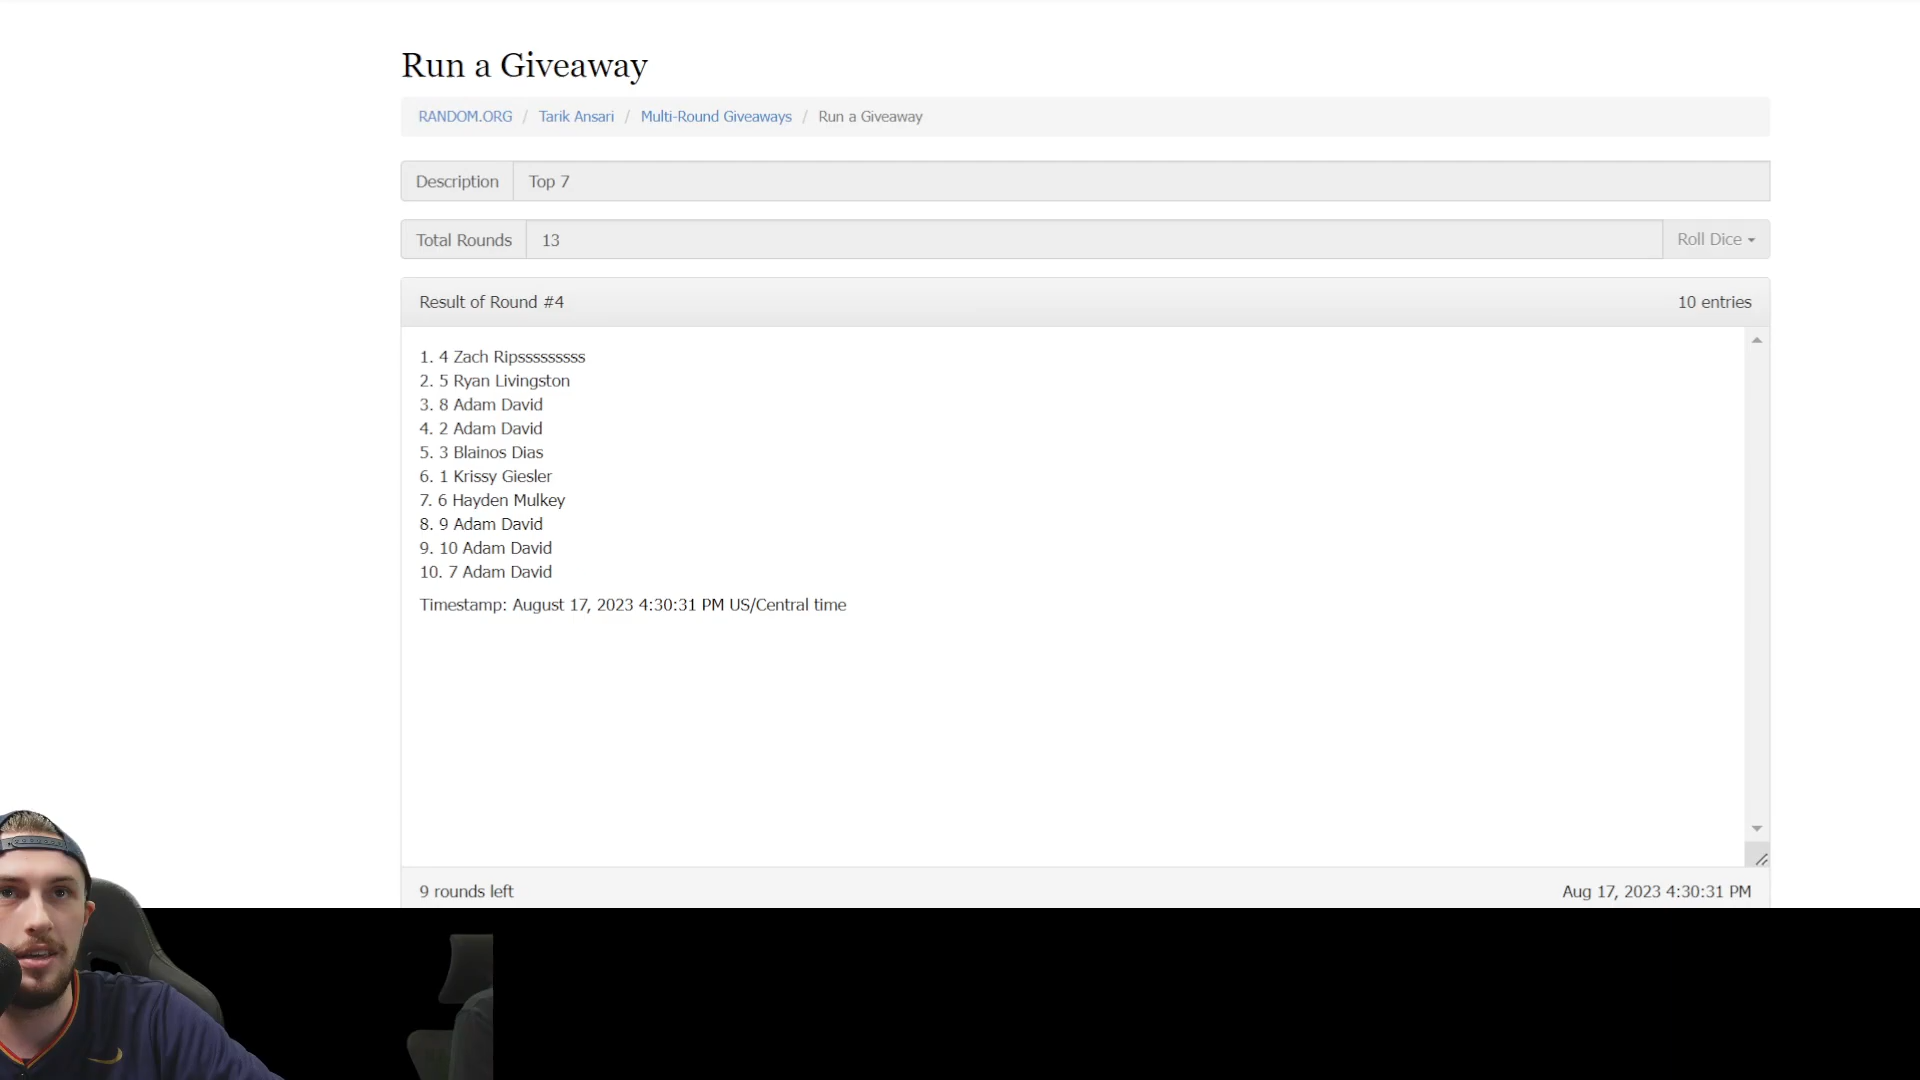 Run a Giveaway
RANDOM.ORG / Tarik Ansari / Multi-Round Giveaways / Run a Giveaway
Description Top 7
Total Rounds 13 Roll Dice
Result of Round #4 10 entries
1. 4 Zach Ripsssssssss
2. 5 Ryan Livingston
3. 8 Adam David
4. 2 Adam David
5. 3 Blainos Dias
6. 1 Krissy Giesler
7. 6 Hayden Mulkey
8. 9 Adam David
9. 10 Adam David
10. 7 Adam David
Timestamp: August 17, 2023 4:30:31 PM US/Central time
9 rounds left Aug 17, 2023 4:30:31 PM